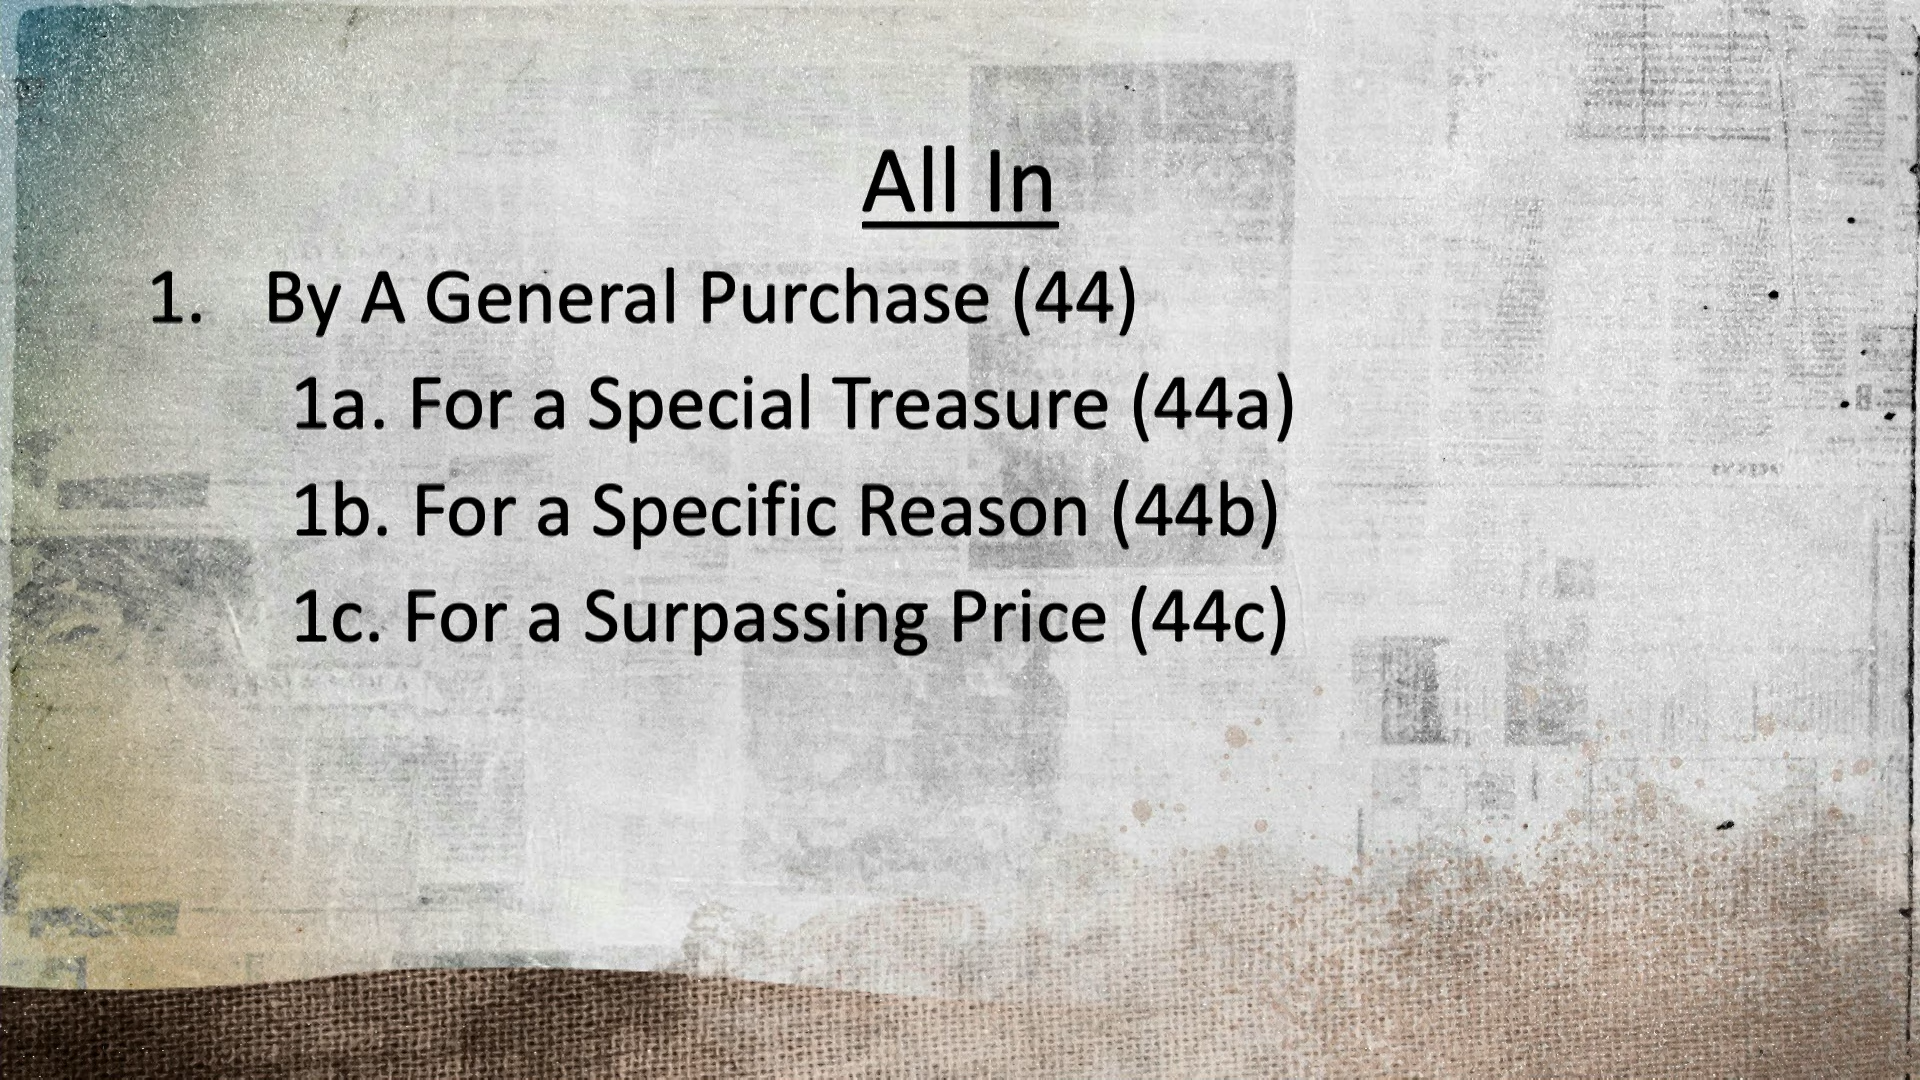 All In
1. By A General Purchase (44)
1a. For a Special Treasure (44a)
1b. For a Specific Reason (44b)
1c. For a Surpassing Price (44c)